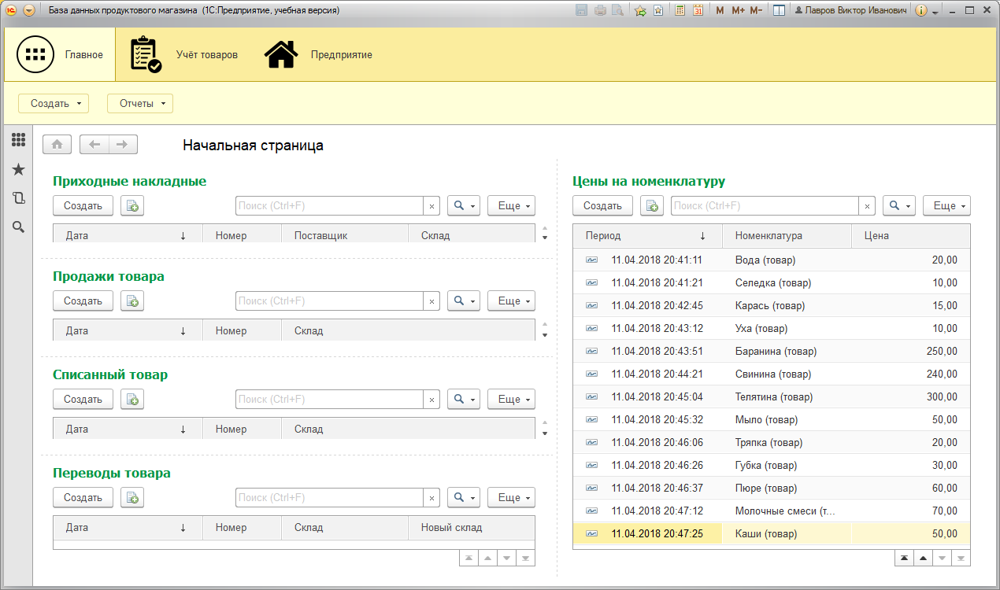 База данных продуктового магазина (1С:Предприятие, учебная версия)
M M+ M- Лавров Виктор Иванович
Главное Учёт товаров Предприятие
Создать Отчеты
Начальная страница
Приходные накладные
Создать Поиск (Ctrl+F) × Еще
Дата ↓ Номер Поставщик Склад
Продажи товара
Создать Поиск (Ctrl+F) × Еще
Дата ↓ Номер Склад
Списанный товар
Создать Поиск (Ctrl+F) × Еще
Дата ↓ Номер Склад
Переводы товара
Создать Поиск (Ctrl+F) × Еще
Дата ↓ Номер Склад Новый склад
Цены на номенклатуру
Создать Поиск (Ctrl+F) × Еще
Период ↓ Номенклатура Цена
11.04.2018 20:41:11 Вода (товар) 20,00
11.04.2018 20:41:21 Селедка (товар) 10,00
11.04.2018 20:42:45 Карась (товар) 15,00
11.04.2018 20:43:12 Уха (товар) 10,00
11.04.2018 20:43:51 Баранина (товар) 250,00
11.04.2018 20:44:21 Свинина (товар) 240,00
11.04.2018 20:45:04 Телятина (товар) 300,00
11.04.2018 20:45:32 Мыло (товар) 50,00
11.04.2018 20:46:06 Тряпка (товар) 20,00
11.04.2018 20:46:26 Губка (товар) 30,00
11.04.2018 20:46:37 Пюре (товар) 60,00
11.04.2018 20:47:12 Молочные смеси (т... 70,00
11.04.2018 20:47:25 Каши (товар) 50,00